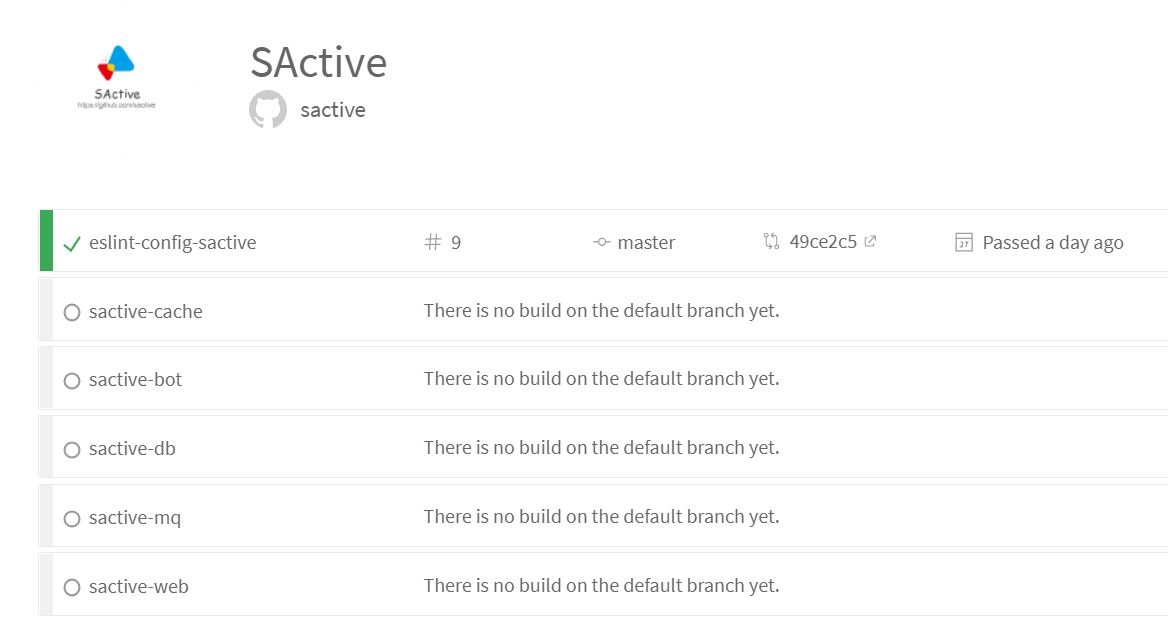 SActive
https://github.com/sactive
SActive
sactive
eslint-config-sactive # 9 master 49ce2c5 27 Passed a day ago
sactive-cache There is no build on the default branch yet.
sactive-bot There is no build on the default branch yet.
sactive-db There is no build on the default branch yet.
sactive-mq There is no build on the default branch yet.
sactive-web There is no build on the default branch yet.